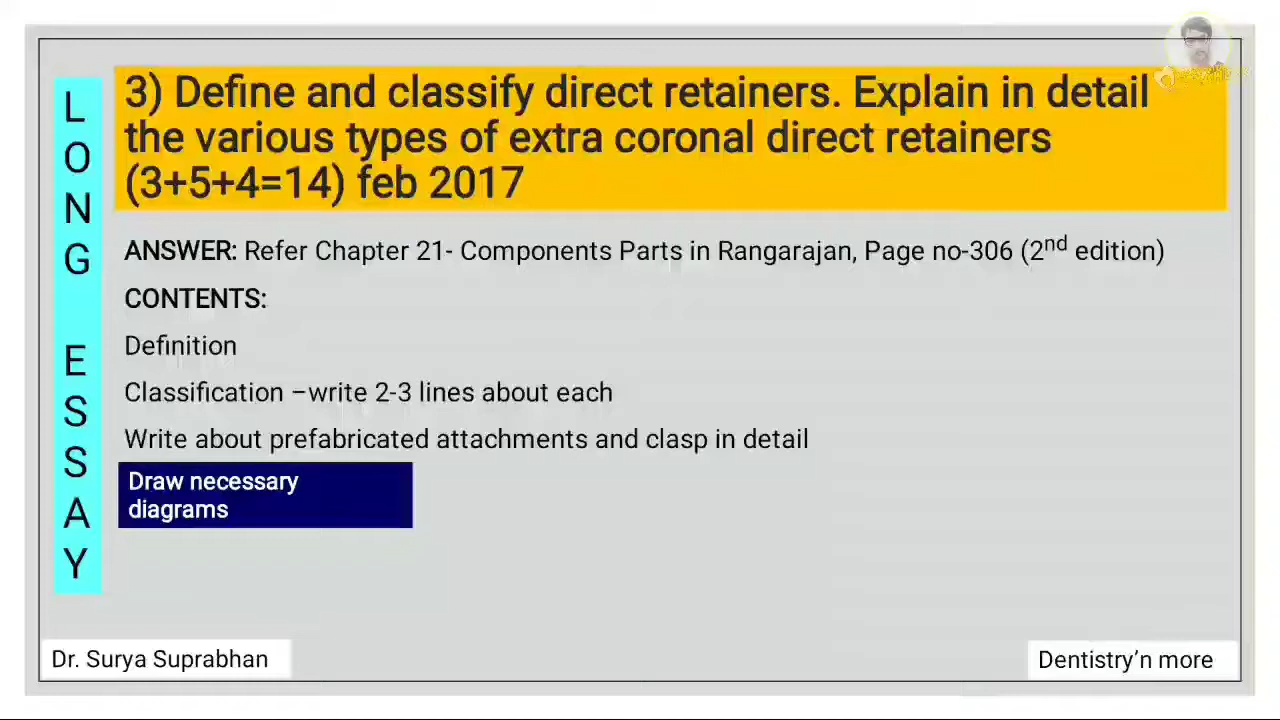 3) Define and classify direct retainers. Explain in detail
the various types of extra coronal direct retainers
(3+5+4=14) feb 2017
LONG ESSAY
ANSWER: Refer Chapter 21- Components Parts in Rangarajan, Page no-306 (2nd edition)
CONTENTS:
Definition
Classification –write 2-3 lines about each
Write about prefabricated attachments and clasp in detail
Draw necessary
diagrams
Dr. Surya Suprabhan
Dentistry’n more